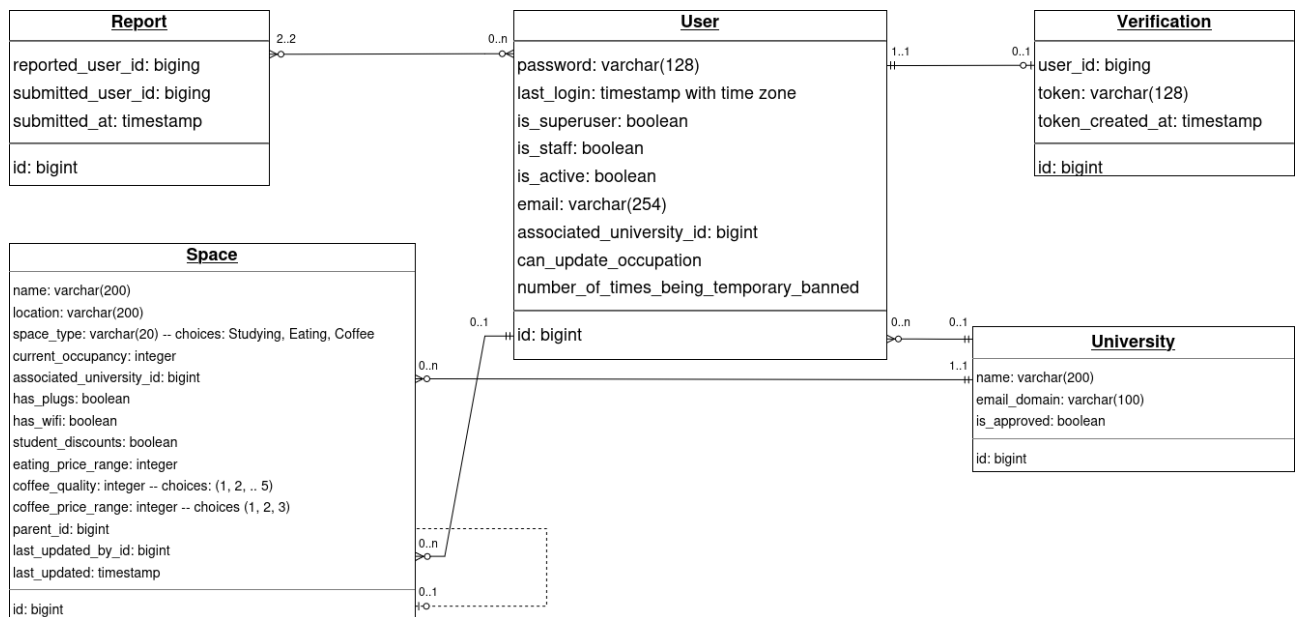 Report
reported_user_id: biging
submitted_user_id: biging
submitted_at: timestamp
id: bigint
2..2
0..n
User
password: varchar(128)
last_login: timestamp with time zone
is_superuser: boolean
is_staff: boolean
is_active: boolean
email: varchar(254)
associated_university_id: bigint
can_update_occupation
number_of_times_being_temporary_banned
id: bigint
1..1
0..1
Verification
user_id: biging
token: varchar(128)
token_created_at: timestamp
id: bigint
Space
name: varchar(200)
location: varchar(200)
space_type: varchar(20) -- choices: Studying, Eating, Coffee
current_occupancy: integer
associated_university_id: bigint
has_plugs: boolean
has_wifi: boolean
student_discounts: boolean
eating_price_range: integer
coffee_quality: integer -- choices: (1, 2, .. 5)
coffee_price_range: integer -- choices (1, 2, 3)
parent_id: bigint
last_updated_by_id: bigint
last_updated: timestamp
id: bigint
0..1
0..n
0..n
0..1
0..n
0..1
1..1
University
name: varchar(200)
email_domain: varchar(100)
is_approved: boolean
id: bigint